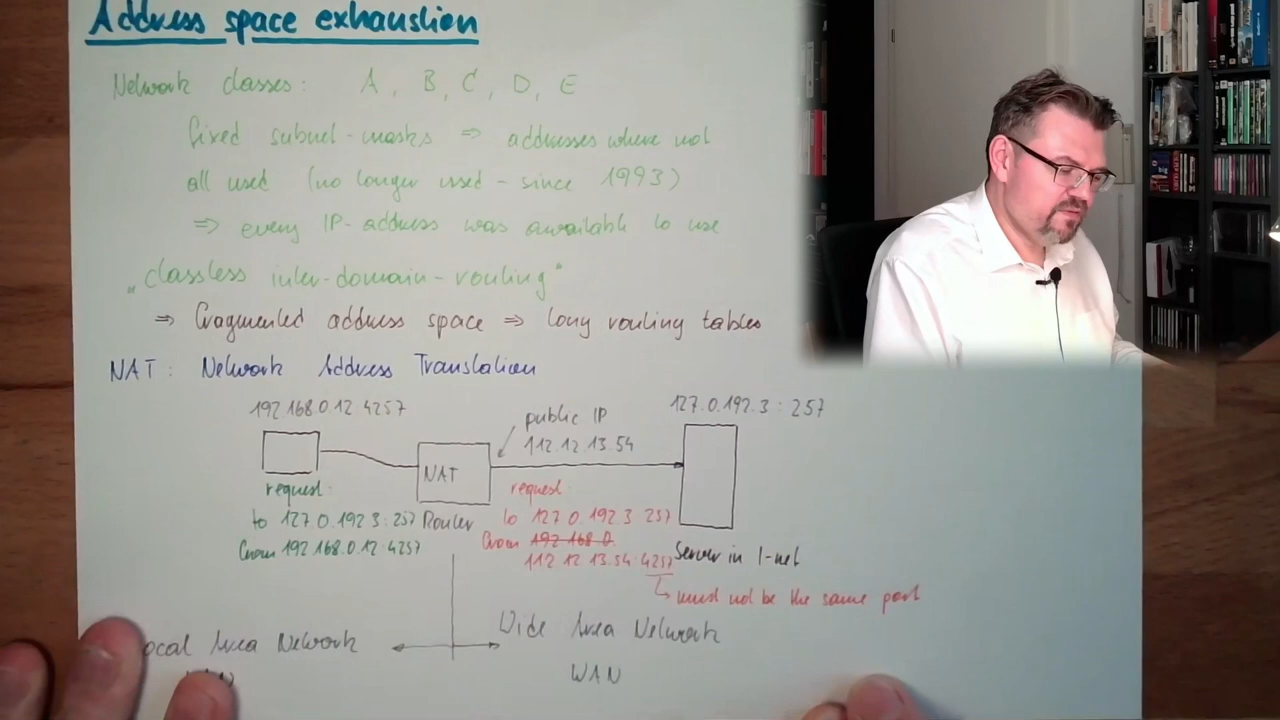 Address space exhaustion
Network classes: A, B, C, D, E
fixed subnet-masks ⇒ addresses where not
all used (no longer used - since 1993)
⇒ every IP-address was available to use
„classless inter-domain-routing"
⇒ fragmented address space ⇒ long routing tables
NAT: Network Address Translation
192.168.0.12 4257
public IP
112.12.13.54
127.0.192.3 : 257
NAT
Router
request:
to 127.0.192.3:257
from 192.168.0.12:4257
request
to 127.0.192.3 257
from 192 168 0
112.12.13.54:4257
must not be the same port
Server in I-net
ocal Area Network
Wide Area Network
WAN